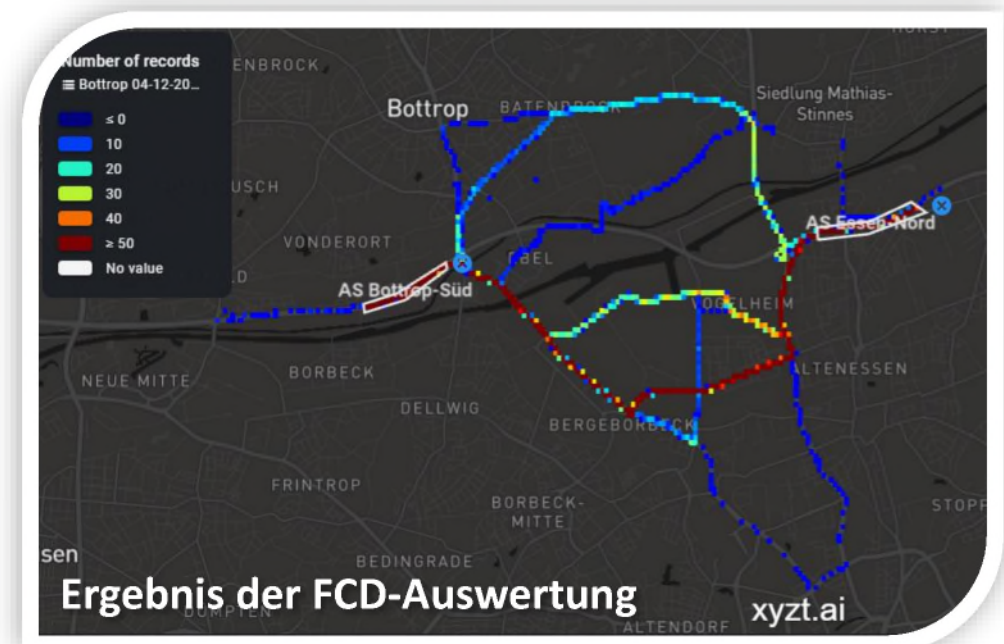 Number of records
Bottrop 04-12-20...
≤ 0
10
20
30
40
≥ 50
No value
HORST
Bottrop
BATENBROCK
Siedlung Mathias-
Stinnes
VONDERORT
EBEL
AS Essen-Nord
AS Bottrop-Süd
VOGELHEIM
NEUE MITTE
BORBECK
ALTENESSEN
DELLWIG
BERGEBORBECK
FRINTROP
BORBECK-
MITTE
STOPP
sen
BEDINGRADE
Ergebnis der FCD-Auswertung
DÜMPTEN
xyzt.ai
ALTENDORF